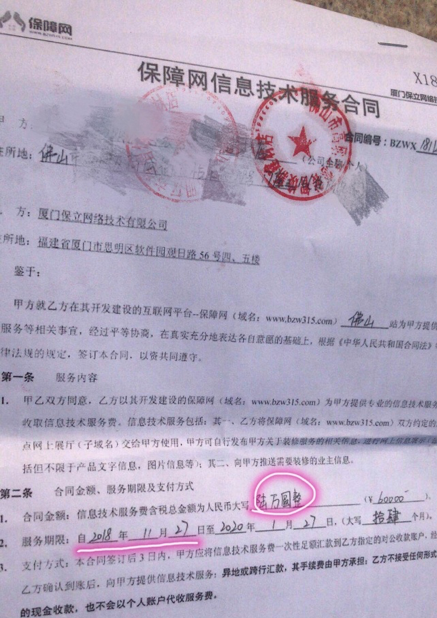 保障网
X18
厦门保立网络
保障网信息技术服务合同
甲 方：
合同编号：BZWX
住所地：佛山
方：厦门保立网络技术有限公司
所地：福建省厦门市思明区软件园观日路 56 号四、五楼
鉴于：
甲方就乙方在其开发建设的互联网平台--保障网（域名：www.bzw315.com）佛山 站为甲方提供
服务等相关事宜，经过平等协商，在真实充分地表达各自意愿的基础上，根据《中华人民共和国合同法》
律法规的规定，签订本合同，以资共同遵守。
第一条 服务内容
1. 甲乙双方同意，乙方以其开发建设的保障网（域名：www.bzw315.com）为甲方提供专业的信息技术服
收取信息技术服务费。信息技术服务包括：其一、乙方将保障网（域名：www.bzw315.com）双方约定的
点网上展厅（子域名）交给甲方使用，甲方可自行发布甲方关于装修服务的相关信息
括但不限于产品文字信息，图片信息等）；其二、向甲方推送需要装修的业主信息。
第二条 合同金额、服务期限及支付方式
1. 合同金额：信息技术服务费含税总金额为人民币大写 陆万圆整 （￥60000
2. 服务期限：自 2018 年 11 月 27 日至 2020 年 1 月 27 日，（大写 拾肆 个月）。
3. 支付方式：本合同签订后 3 日内，甲方应将信息技术服务费一次性足额汇款到乙方指定的对公收款账户，
乙方确认到账后，向甲方提供信息技术服务；异地或跨行汇款，其手续费由甲方承担；乙方不接受任何形式
的现金收款，也不会以个人账户代收服务费。